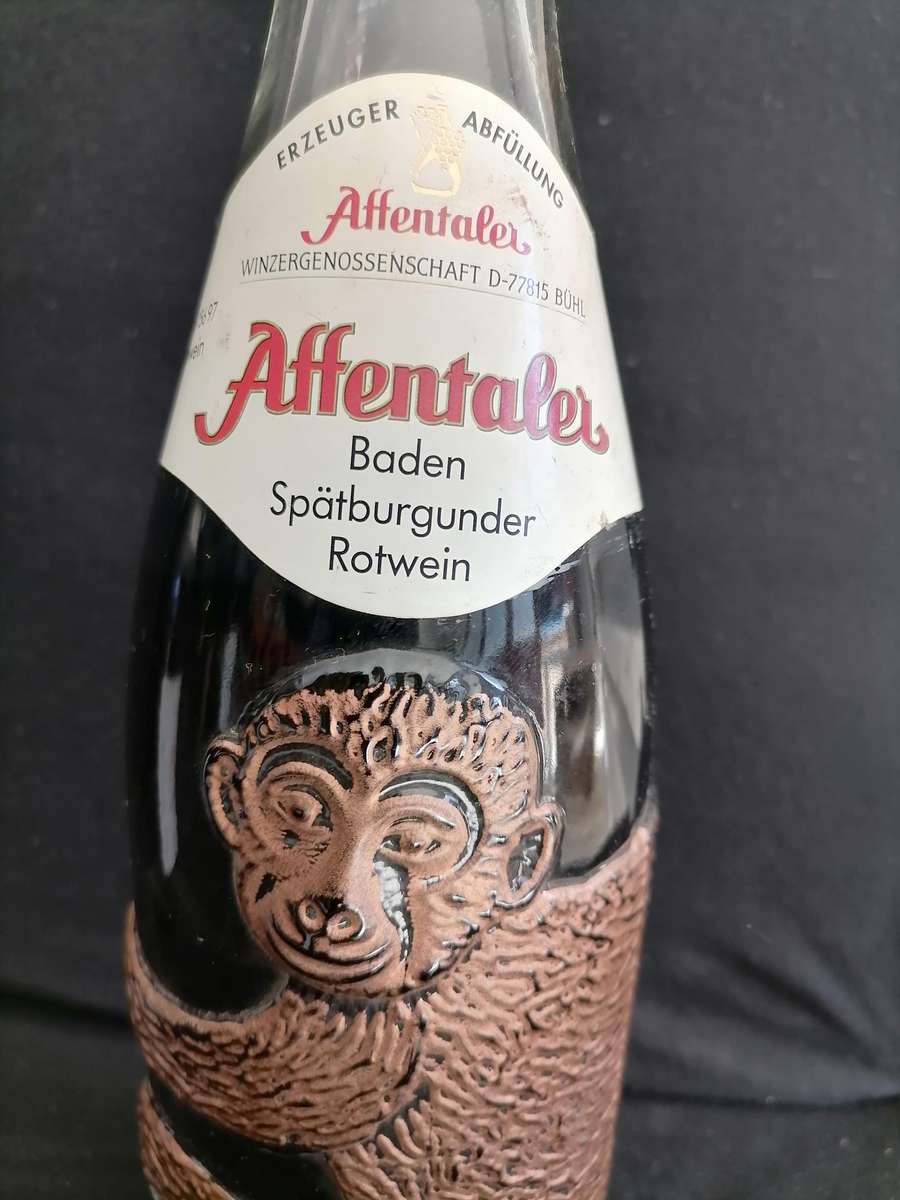 ERZEUGER ABFÜLLUNG
Affentaler
WINZERGENOSSENSCHAFT D-77815 BÜHL
Affentaler
Baden
Spätburgunder
Rotwein